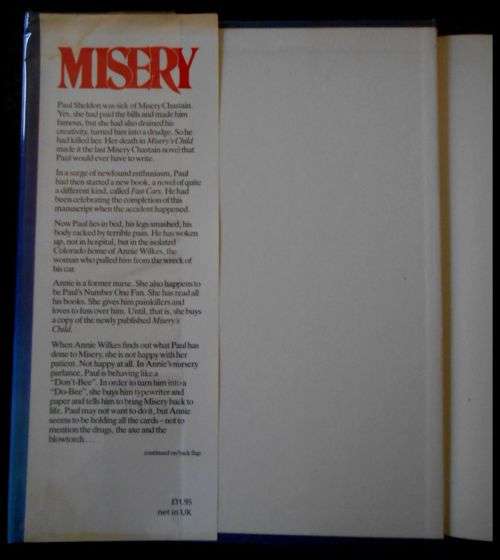 MISERY
Paul Sheldon was sick of Misery Chastain.
Yes, she had paid the bills and made him
famous, but she had also drained his
creativity, turned him into a drudge. So he
had killed her. Her death in Misery's Child
made it the last Misery Chastain novel that
Paul would ever have to write.
In a surge of newfound enthusiasm, Paul
had then started a new book, a novel of quite
a different kind, called Fast Cars. He had
been celebrating the completion of this
manuscript when the accident happened.
Now Paul lies in bed, his legs smashed, his
body racked by terrible pain. He has woken
up, not in hospital, but in the isolated
Colorado home of Annie Wilkes, the
woman who pulled him from the wreck of
his car.
Annie is a former nurse. She also happens to
be Paul's Number One Fan. She has read all
his books. She gives him painkillers and
loves to fuss over him. Until, that is, she buys
a copy of the newly published Misery's
Child.
When Annie Wilkes finds out what Paul has
done to Misery, she is not happy with her
patient. Not happy at all. In Annie's nursery
parlance, Paul is behaving like a
"Don't-Bee". In order to turn him into a
"Do-Bee", she buys him typewriter and
paper and tells him to bring Misery back to
life. Paul may not want to do it, but Annie
seems to be holding all the cards – not to
mention the drugs, the axe and the
blowtorch . . .
continued on back flap
£11.95
net in UK